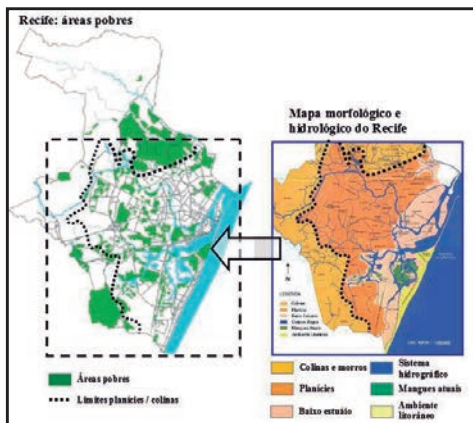 Recife: áreas pobres
Mapa morfológico e
hidrológico do Recife
N
LEGENDA
Áreas pobres
Limites planícies / colinas
Colinas e morros
Planícies
Baixo estuário
Sistema
hidrográfico
Mangues atuais
Ambiente
litorâneo